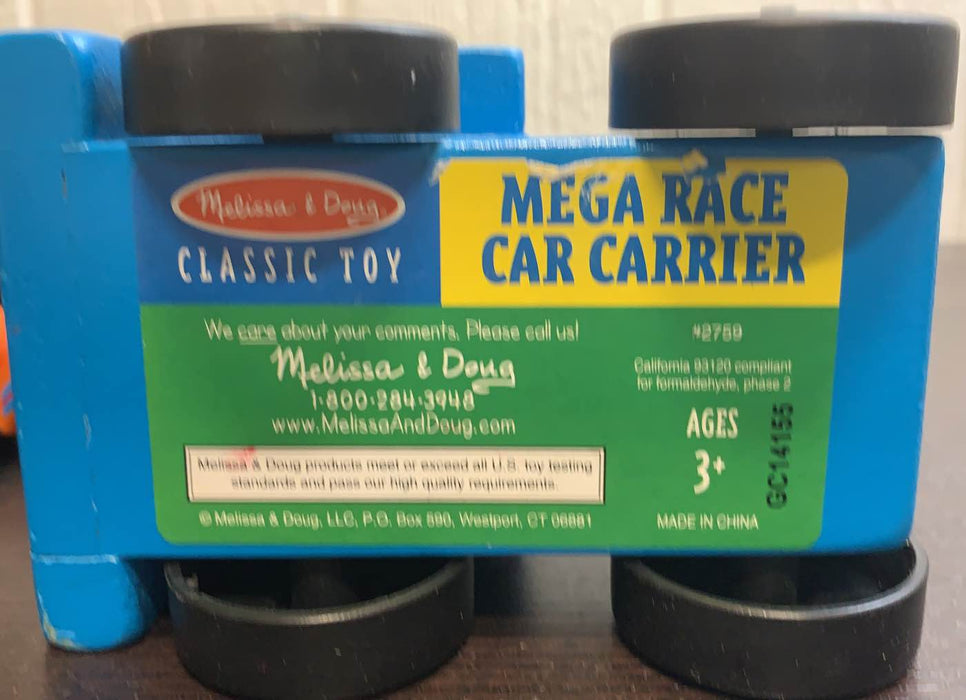 Melissa & Doug
CLASSIC TOY
MEGA RACE
CAR CARRIER
We care about your comments. Please call us!
Melissa & Doug
1-800-284-3948
www.MelissaAndDoug.com
Melissa & Doug products meet or exceed all U.S. toy testing
standards and pass our high quality requirements.
© Melissa & Doug, LLC, P.O. Box 590, Westport, CT 06881
#2759
California 93120 compliant
for formaldehyde, phase 2
AGES
3+
MADE IN CHINA
GC14155